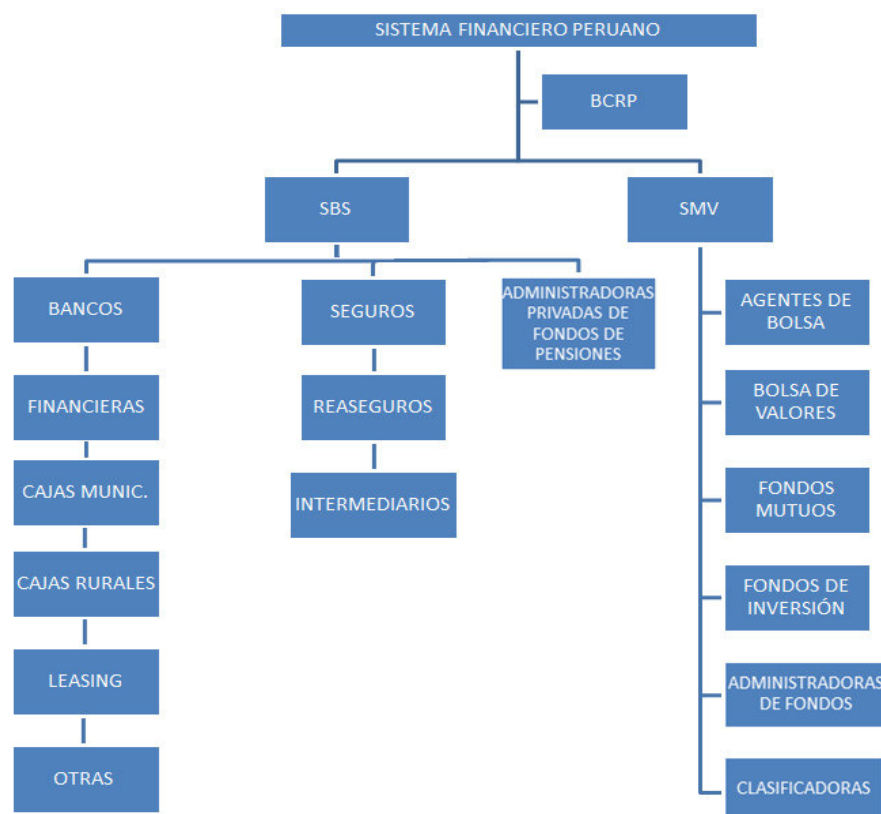 SISTEMA FINANCIERO PERUANO
BCRP
SBS
SMV
BANCOS
FINANCIERAS
CAJAS MUNIC.
CAJAS RURALES
LEASING
OTRAS
SEGUROS
REASEGUROS
INTERMEDIARIOS
ADMINISTRADORAS
PRIVADAS DE
FONDOS DE
PENSIONES
AGENTES DE
BOLSA
BOLSA DE
VALORES
FONDOS
MUTUOS
FONDOS DE
INVERSIÓN
ADMINISTRADORAS
DE FONDOS
CLASIFICADORAS